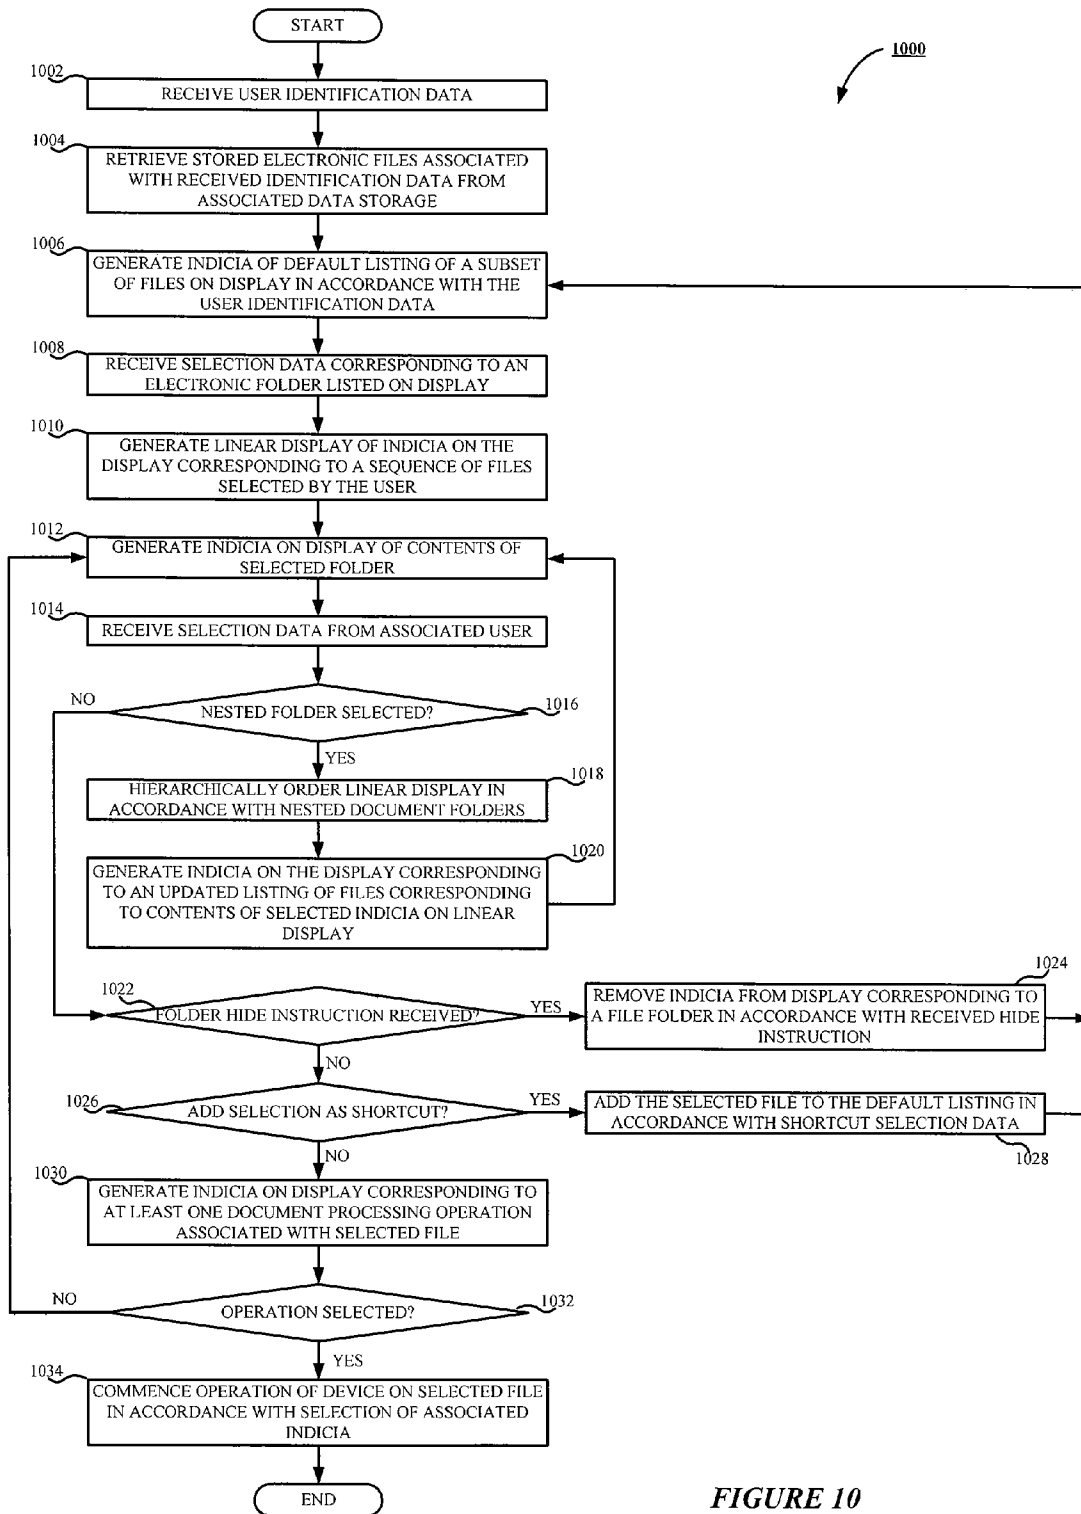 START
1000
1002
RECEIVE USER IDENTIFICATION DATA
1004
RETRIEVE STORED ELECTRONIC FILES ASSOCIATED
WITH RECEIVED IDENTIFICATION DATA FROM
ASSOCIATED DATA STORAGE
1006
GENERATE INDICIA OF DEFAULT LISTING OF A SUBSET
OF FILES ON DISPLAY IN ACCORDANCE WITH THE
USER IDENTIFICATION DATA
1008
RECEIVE SELECTION DATA CORRESPONDING TO AN
ELECTRONIC FOLDER LISTED ON DISPLAY
1010
GENERATE LINEAR DISPLAY OF INDICIA ON THE
DISPLAY CORRESPONDING TO A SEQUENCE OF FILES
SELECTED BY THE USER
1012
GENERATE INDICIA ON DISPLAY OF CONTENTS OF
SELECTED FOLDER
1014
RECEIVE SELECTION DATA FROM ASSOCIATED USER
NO
NESTED FOLDER SELECTED?
1016
YES
1018
HIERARCHICALLY ORDER LINEAR DISPLAY IN
ACCORDANCE WITH NESTED DOCUMENT FOLDERS
1020
GENERATE INDICIA ON THE DISPLAY CORRESPONDING
TO AN UPDATED LISTING OF FILES CORRESPONDING
TO CONTENTS OF SELECTED INDICIA ON LINEAR
DISPLAY
1022
FOLDER HIDE INSTRUCTION RECEIVED?
YES
1024
REMOVE INDICIA FROM DISPLAY CORRESPONDING TO
A FILE FOLDER IN ACCORDANCE WITH RECEIVED HIDE
INSTRUCTION
NO
1026
ADD SELECTION AS SHORTCUT?
YES
ADD THE SELECTED FILE TO THE DEFAULT LISTING IN
ACCORDANCE WITH SHORTCUT SELECTION DATA
1028
NO
1030
GENERATE INDICIA ON DISPLAY CORRESPONDING TO
AT LEAST ONE DOCUMENT PROCESSING OPERATION
ASSOCIATED WITH SELECTED FILE
NO
OPERATION SELECTED?
1032
YES
1034
COMMENCE OPERATION OF DEVICE ON SELECTED FILE
IN ACCORDANCE WITH SELECTION OF ASSOCIATED
INDICIA
END
FIGURE 10